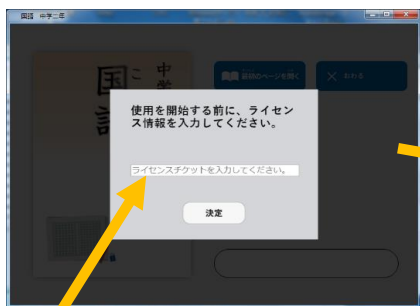 国語 中学二年
国語
中学
最初のページを開く
おわる
使用を開始する前に、ライセン
ス情報を入力してください。
ライセンスチケットを入力してください。
決定